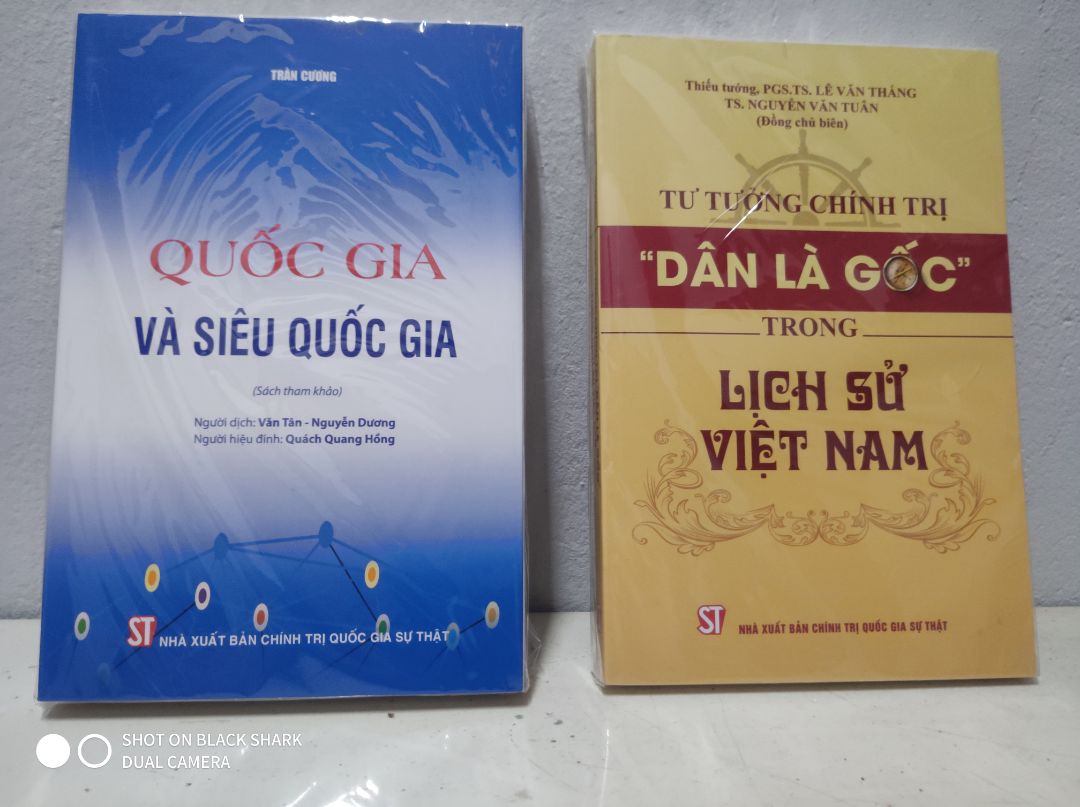 TRẦN CƯƠNG
QUỐC GIA
VÀ SIÊU QUỐC GIA
(Sách tham khảo)
Người dịch: Văn Tân - Nguyễn Dương
Người hiệu đính: Quách Quang Hồng
ST
NHÀ XUẤT BẢN CHÍNH TRỊ QUỐC GIA SỰ THẬT
Thiếu tướng, PGS.TS. LÊ VĂN THẮNG
TS. NGUYỄN VĂN TUÂN
(Đồng chủ biên)
TƯ TƯỞNG CHÍNH TRỊ
"DÂN LÀ GỐC"
TRONG
LỊCH SỬ
VIỆT NAM
ST
NHÀ XUẤT BẢN CHÍNH TRỊ QUỐC GIA SỰ THẬT
SHOT ON BLACK SHARK
DUAL CAMERA